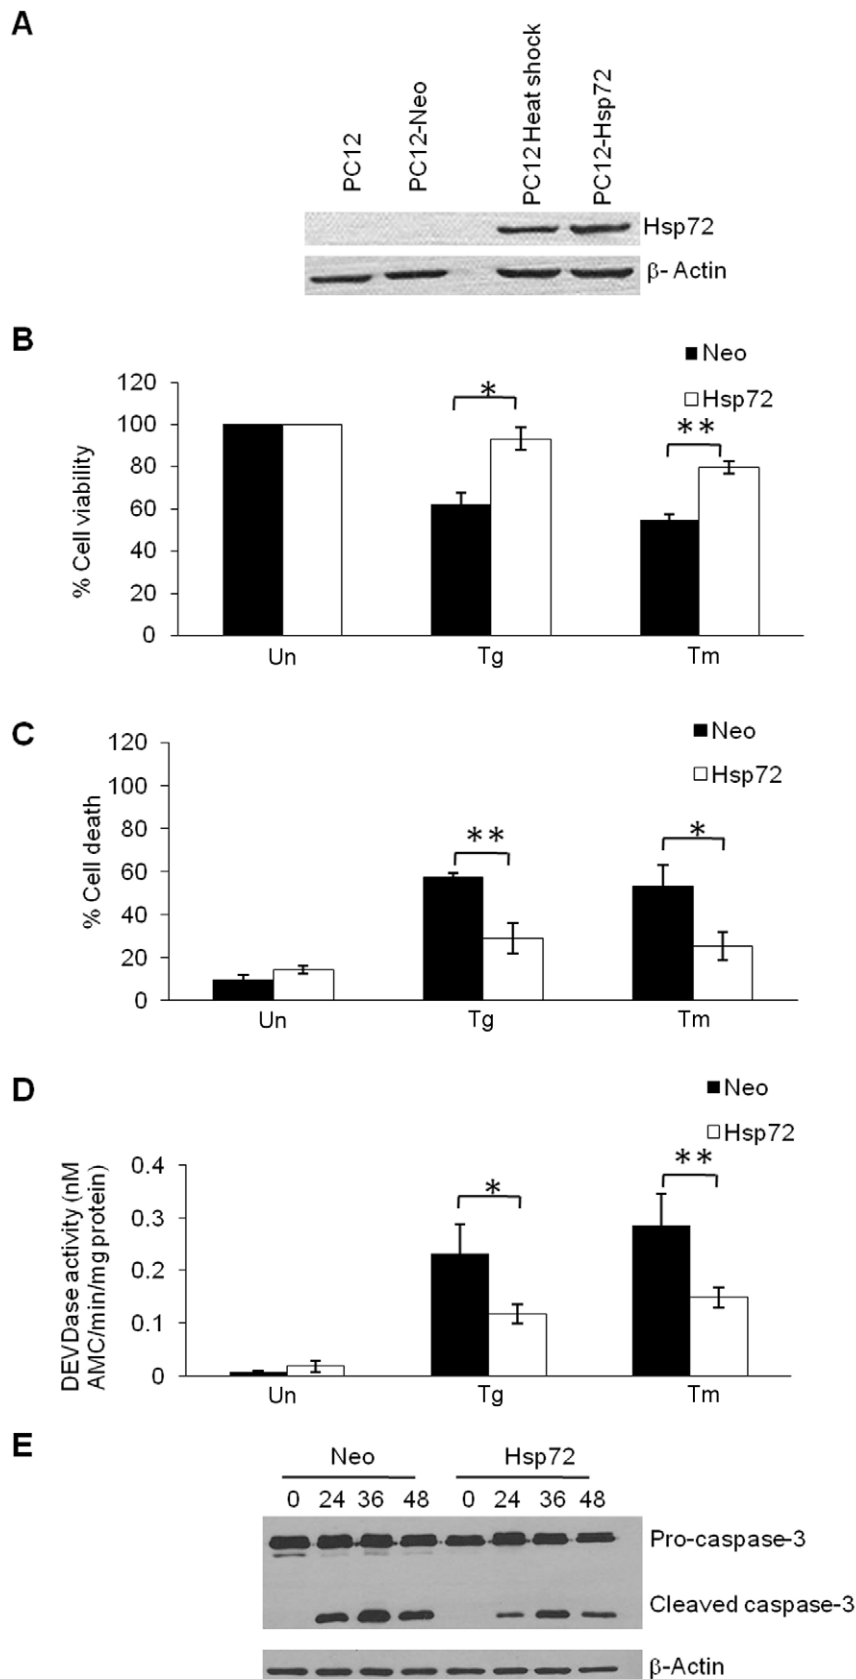 A
PC12
PC12-Neo
PC12 Heat shock
PC12-Hsp72
Hsp72
β- Actin
B
Neo
Hsp72
% Cell viability
120
100
80
60
40
20
0
*
**
Un
Tg
Tm
C
Neo
Hsp72
% Cell death
120
100
80
60
40
20
0
**
*
Un
Tg
Tm
D
Neo
Hsp72
DEVDase activity (nM
AMC/min/mg protein)
0.4
0.3
0.2
0.1
0
*
**
Un
Tg
Tm
E
Neo Hsp72
0 24 36 48 0 24 36 48
Pro-caspase-3
Cleaved caspase-3
β-Actin